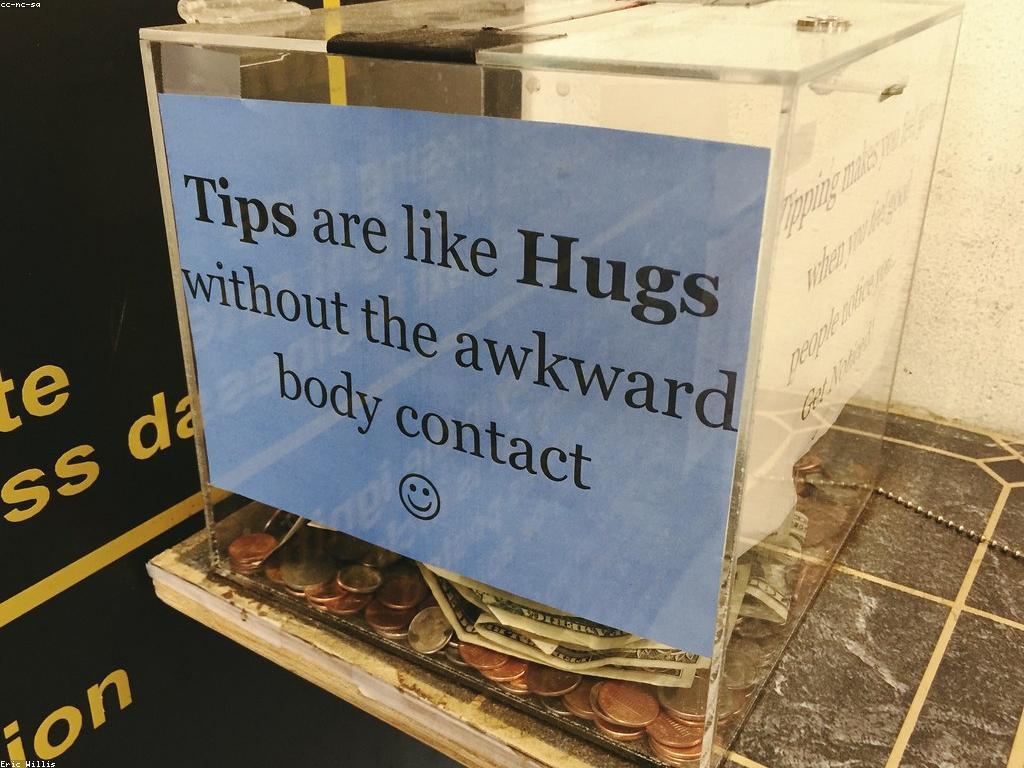 cc-nc-sa
Tips are like Hugs
without the awkward
body contact
Tipping makes you feel
when you feel good
people notice you...
Get Noticed!
te
ss da
ion
Eric Willis